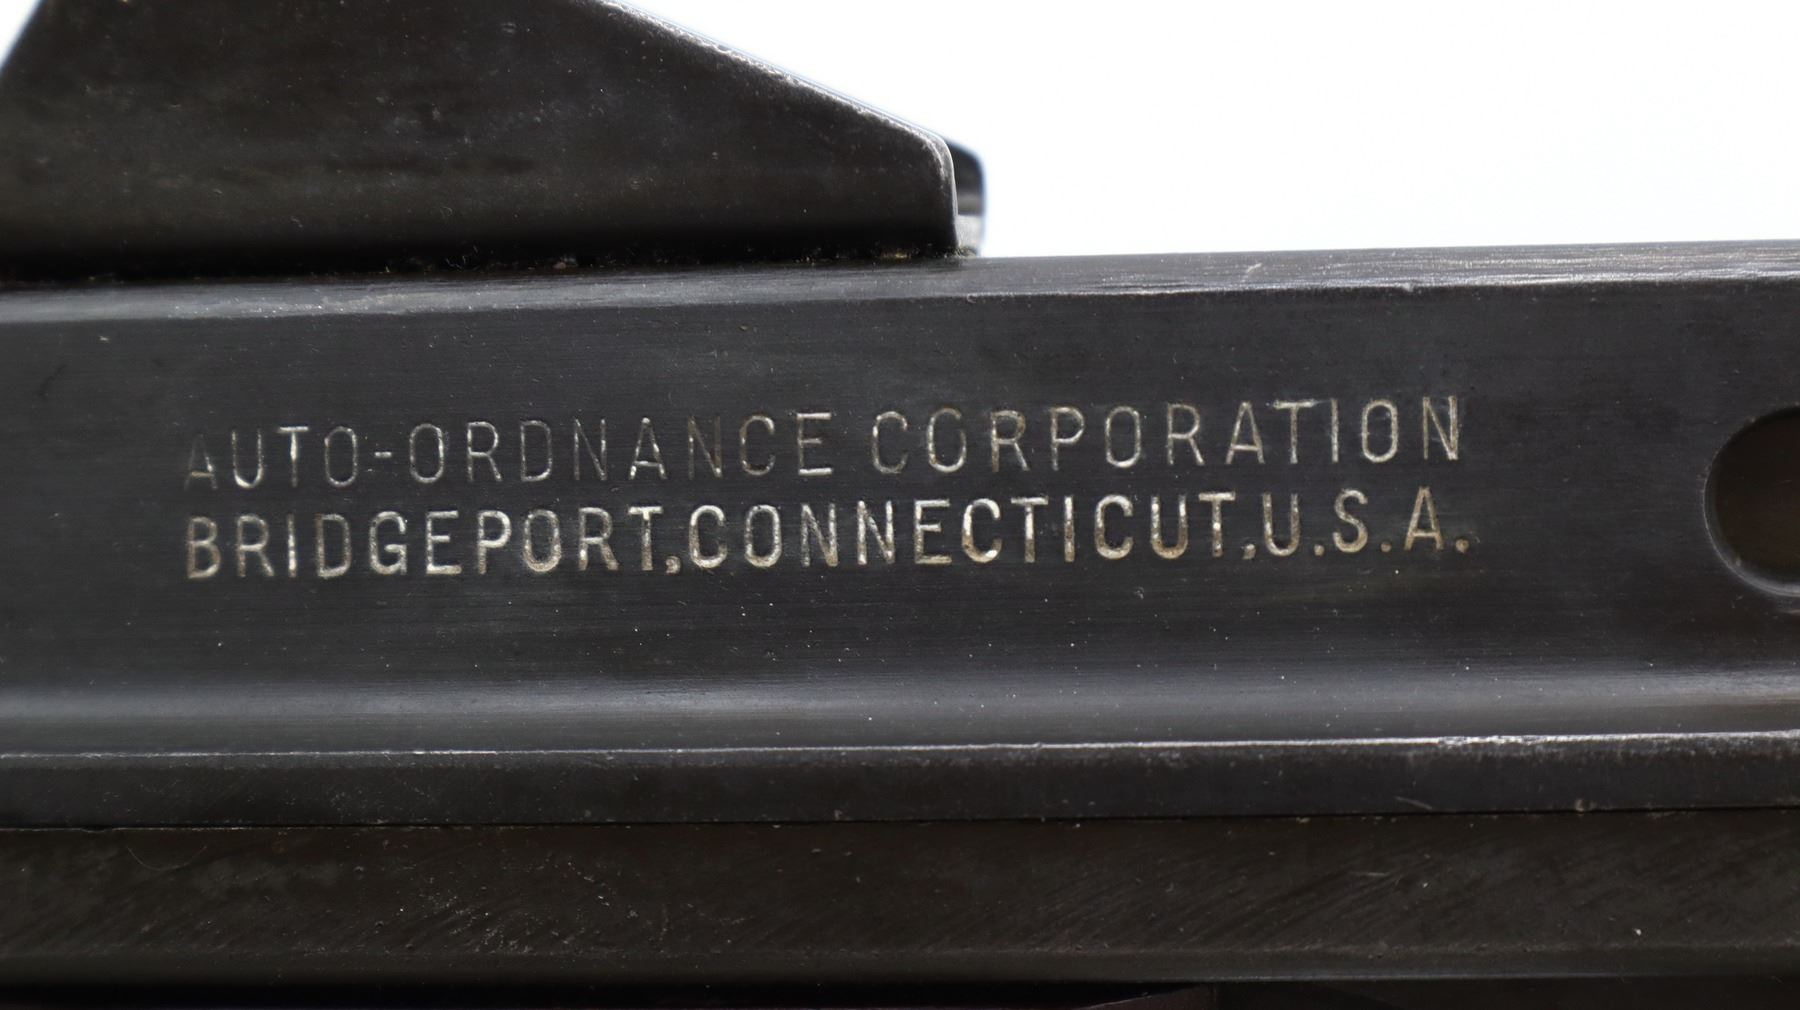 AUTO-ORDNANCE CORPORATION
BRIDGEPORT,CONNECTICUT,U.S.A.